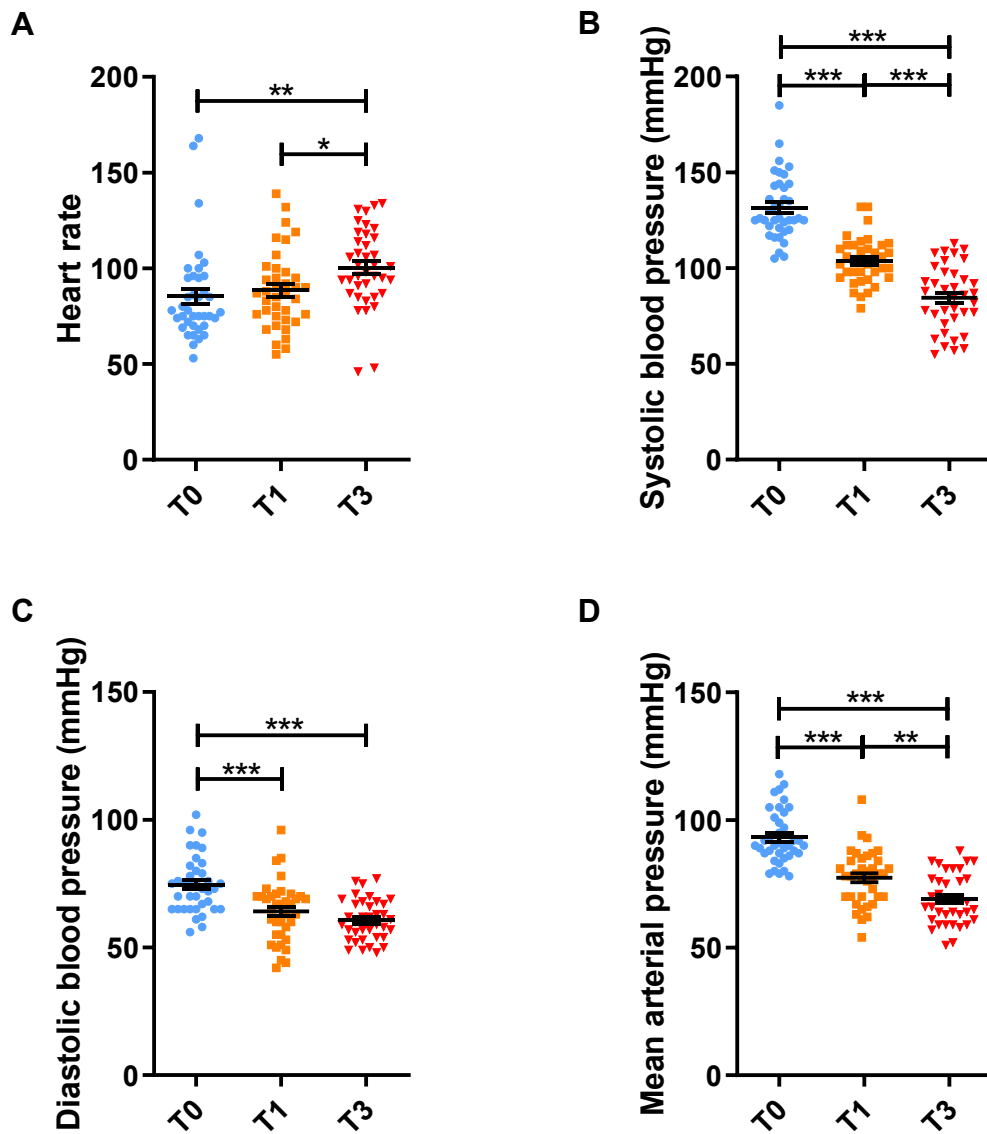 A
Heart rate
200
150
100
50
0
**
*
T0
T1
T3
B
Systolic blood pressure (mmHg)
200
150
100
50
0
***
***
***
T0
T1
T3
C
Diastolic blood pressure (mmHg)
150
100
50
0
***
***
T0
T1
T3
D
Mean arterial pressure (mmHg)
150
100
50
0
***
***
**
T0
T1
T3